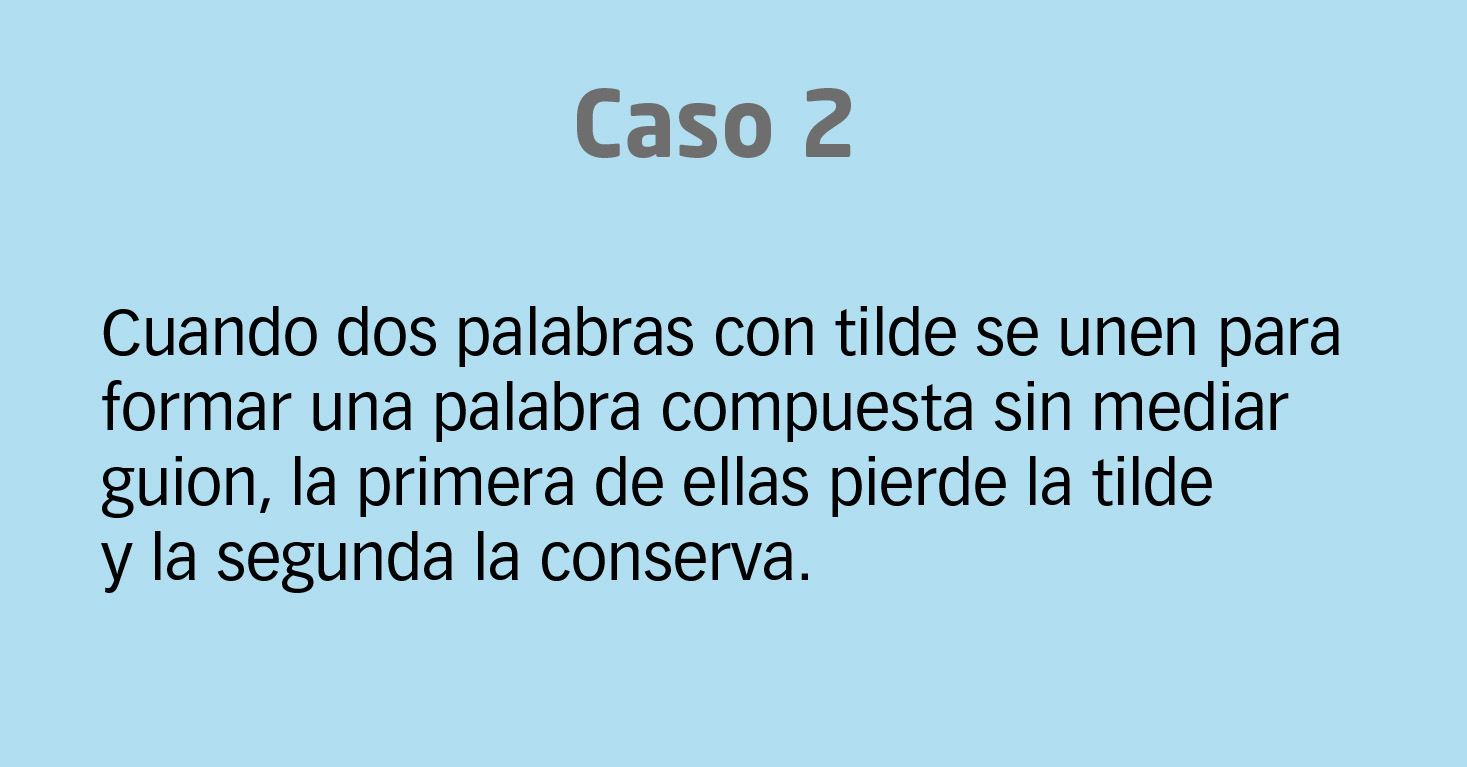 Caso 2
Cuando dos palabras con tilde se unen para
formar una palabra compuesta sin mediar
guion, la primera de ellas pierde la tilde
y la segunda la conserva.